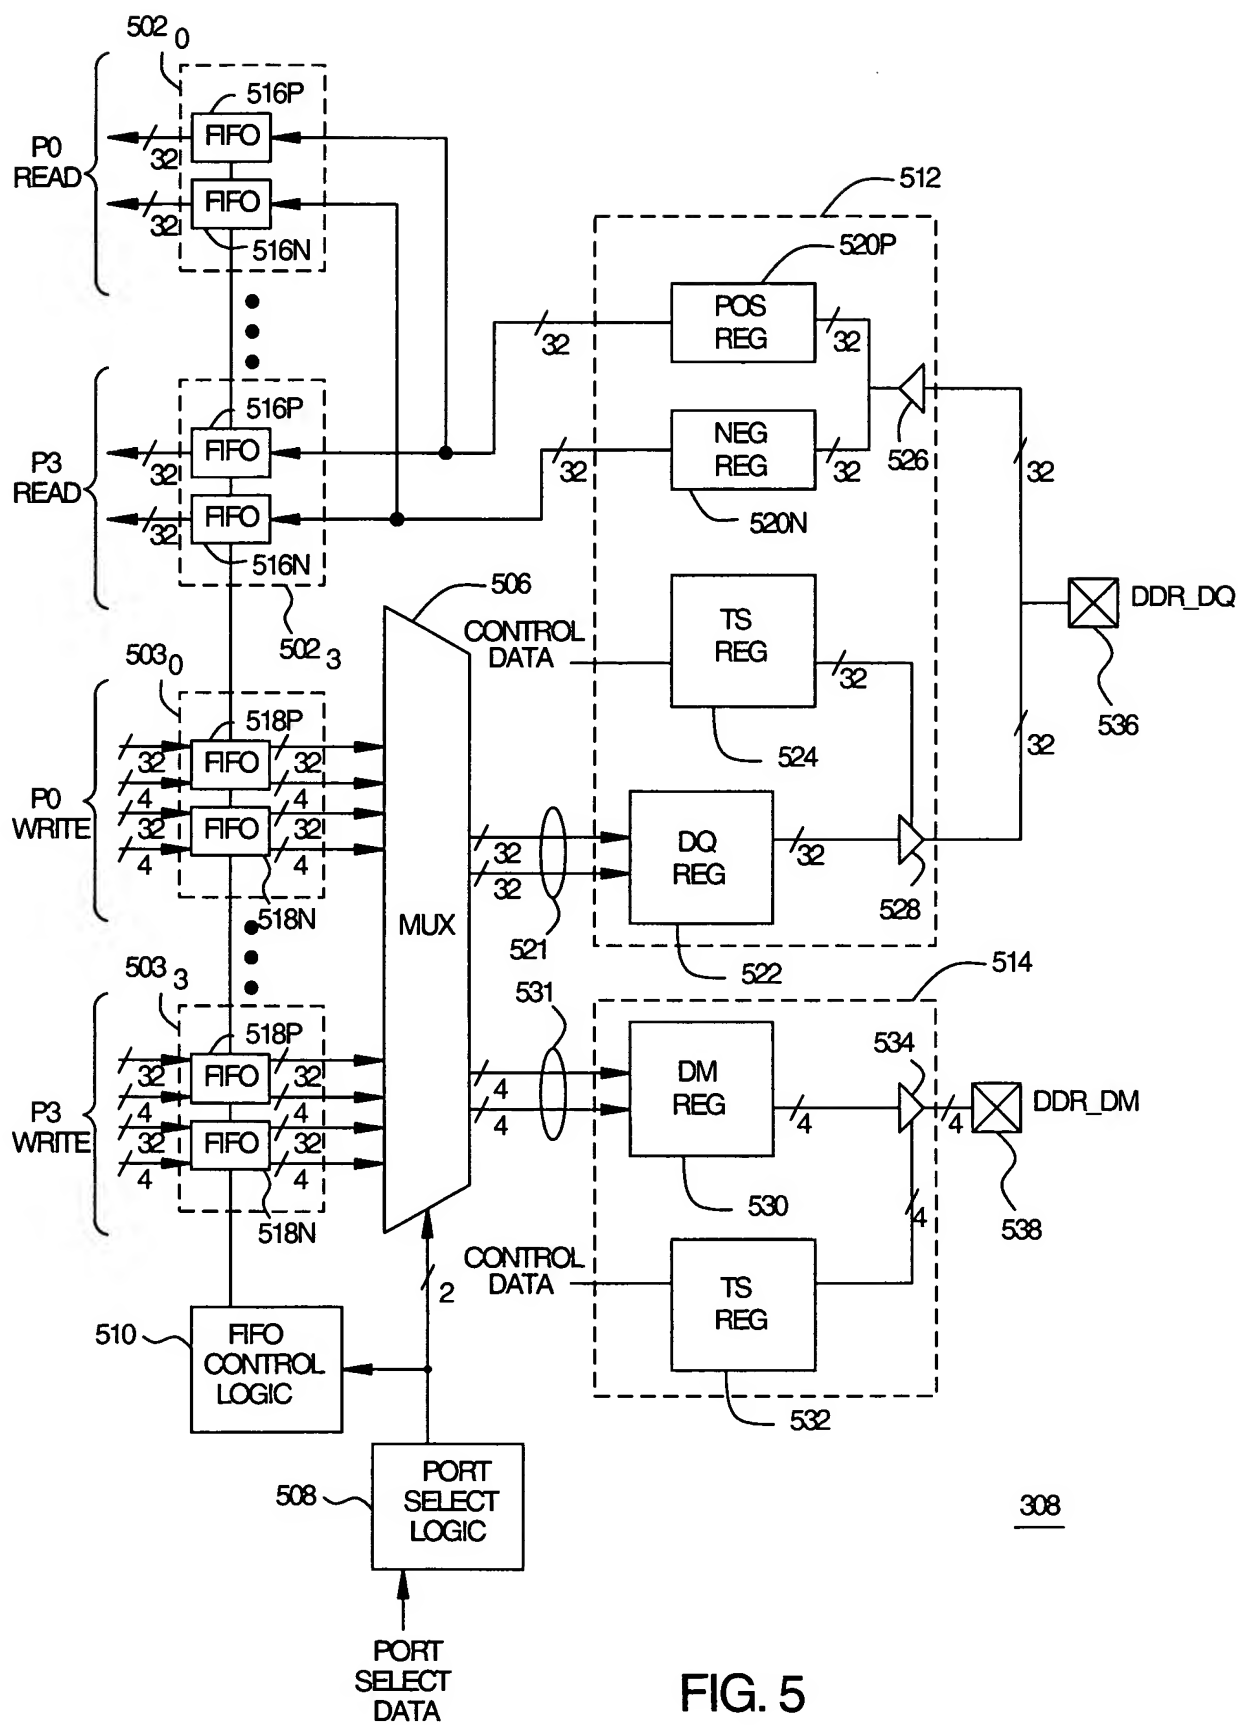 502 0
516P
P0
READ
FIFO
32
FIFO
32
516N
512
520P
POS
REG
32
32
P3
READ
516P
FIFO
32
FIFO
32
516N
502 3
NEG
REG
32
32
520N
526
32
506
CONTROL
DATA
TS
REG
32
524
DDR_DQ
536
32
503 0
P0
WRITE
518P
32
FIFO
32
4
4
32
FIFO
32
4
4
518N
MUX
32
32
521
DQ
REG
32
528
522
514
503 3
P3
WRITE
518P
32
FIFO
32
4
4
32
FIFO
32
4
4
518N
531
4
4
DM
REG
4
534
4
DDR_DM
538
530
4
CONTROL
DATA
TS
REG
532
2
510
FIFO
CONTROL
LOGIC
508
PORT
SELECT
LOGIC
PORT
SELECT
DATA
308
FIG. 5